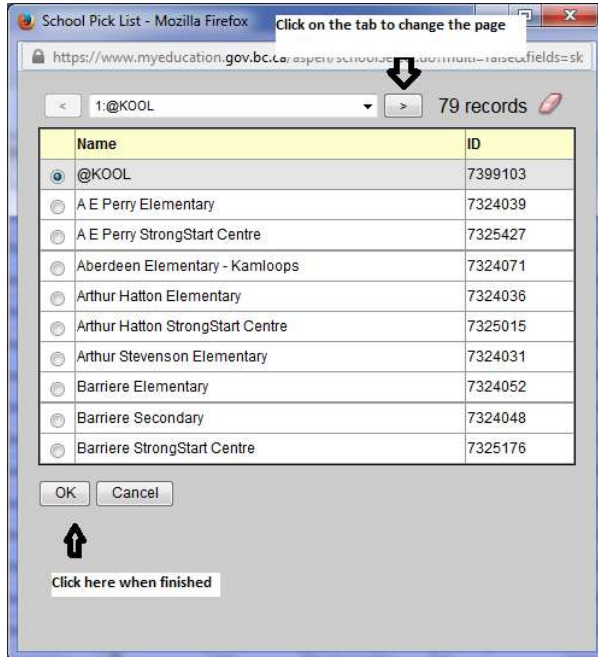 School Pick List - Mozilla Firefox
Click on the tab to change the page
https://www.myeducation.gov.bc.ca
fields=sk
<
1:@KOOL
>
79 records
Name ID
@KOOL 7399103
A E Perry Elementary 7324039
A E Perry StrongStart Centre 7325427
Aberdeen Elementary - Kamloops 7324071
Arthur Hatton Elementary 7324036
Arthur Hatton StrongStart Centre 7325015
Arthur Stevenson Elementary 7324031
Barriere Elementary 7324052
Barriere Secondary 7324048
Barriere StrongStart Centre 7325176
OK Cancel
Click here when finished